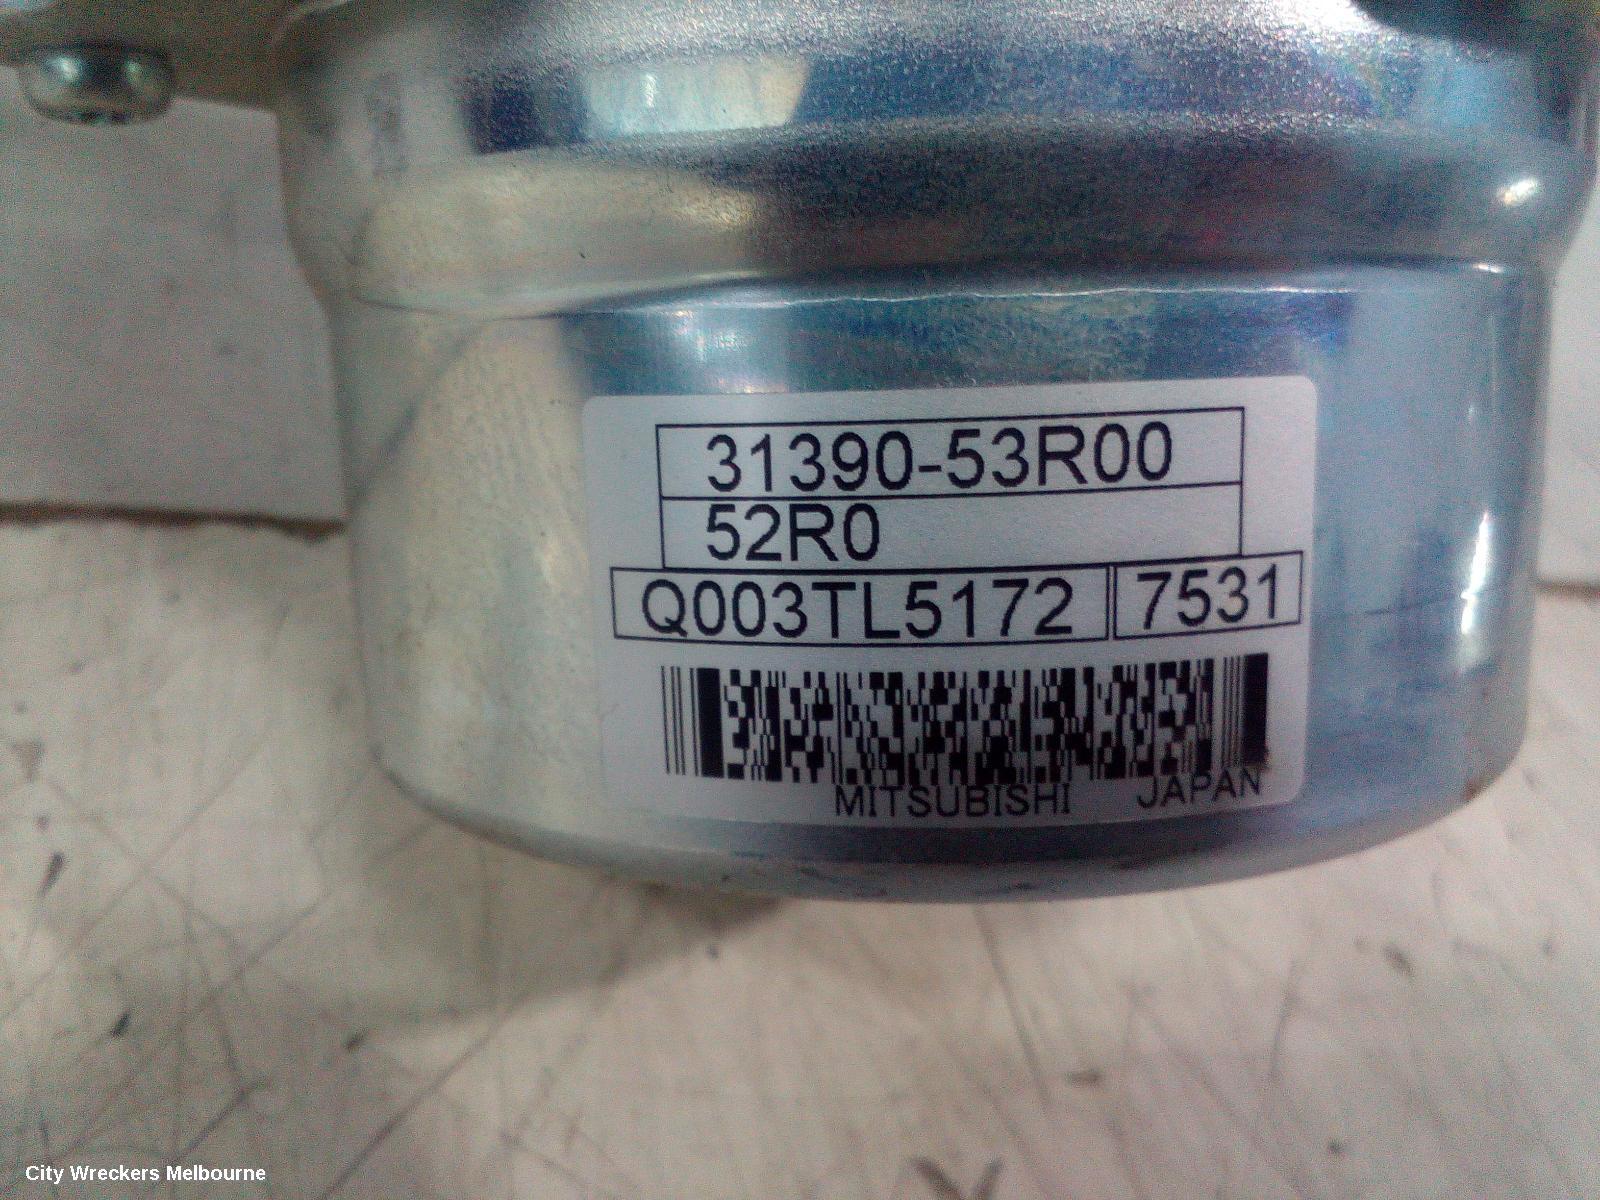 31390-53R00
52R0
Q003TL5172 7531
MITSUBISHI JAPAN
City Wreckers Melbourne